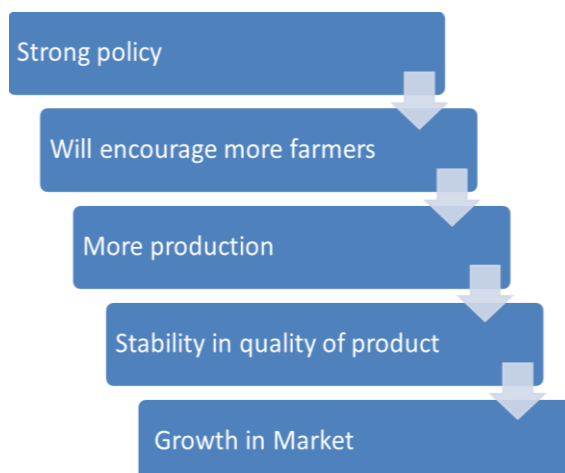 Strong policy
Will encourage more farmers
More production
Stability in quality of product
Growth in Market